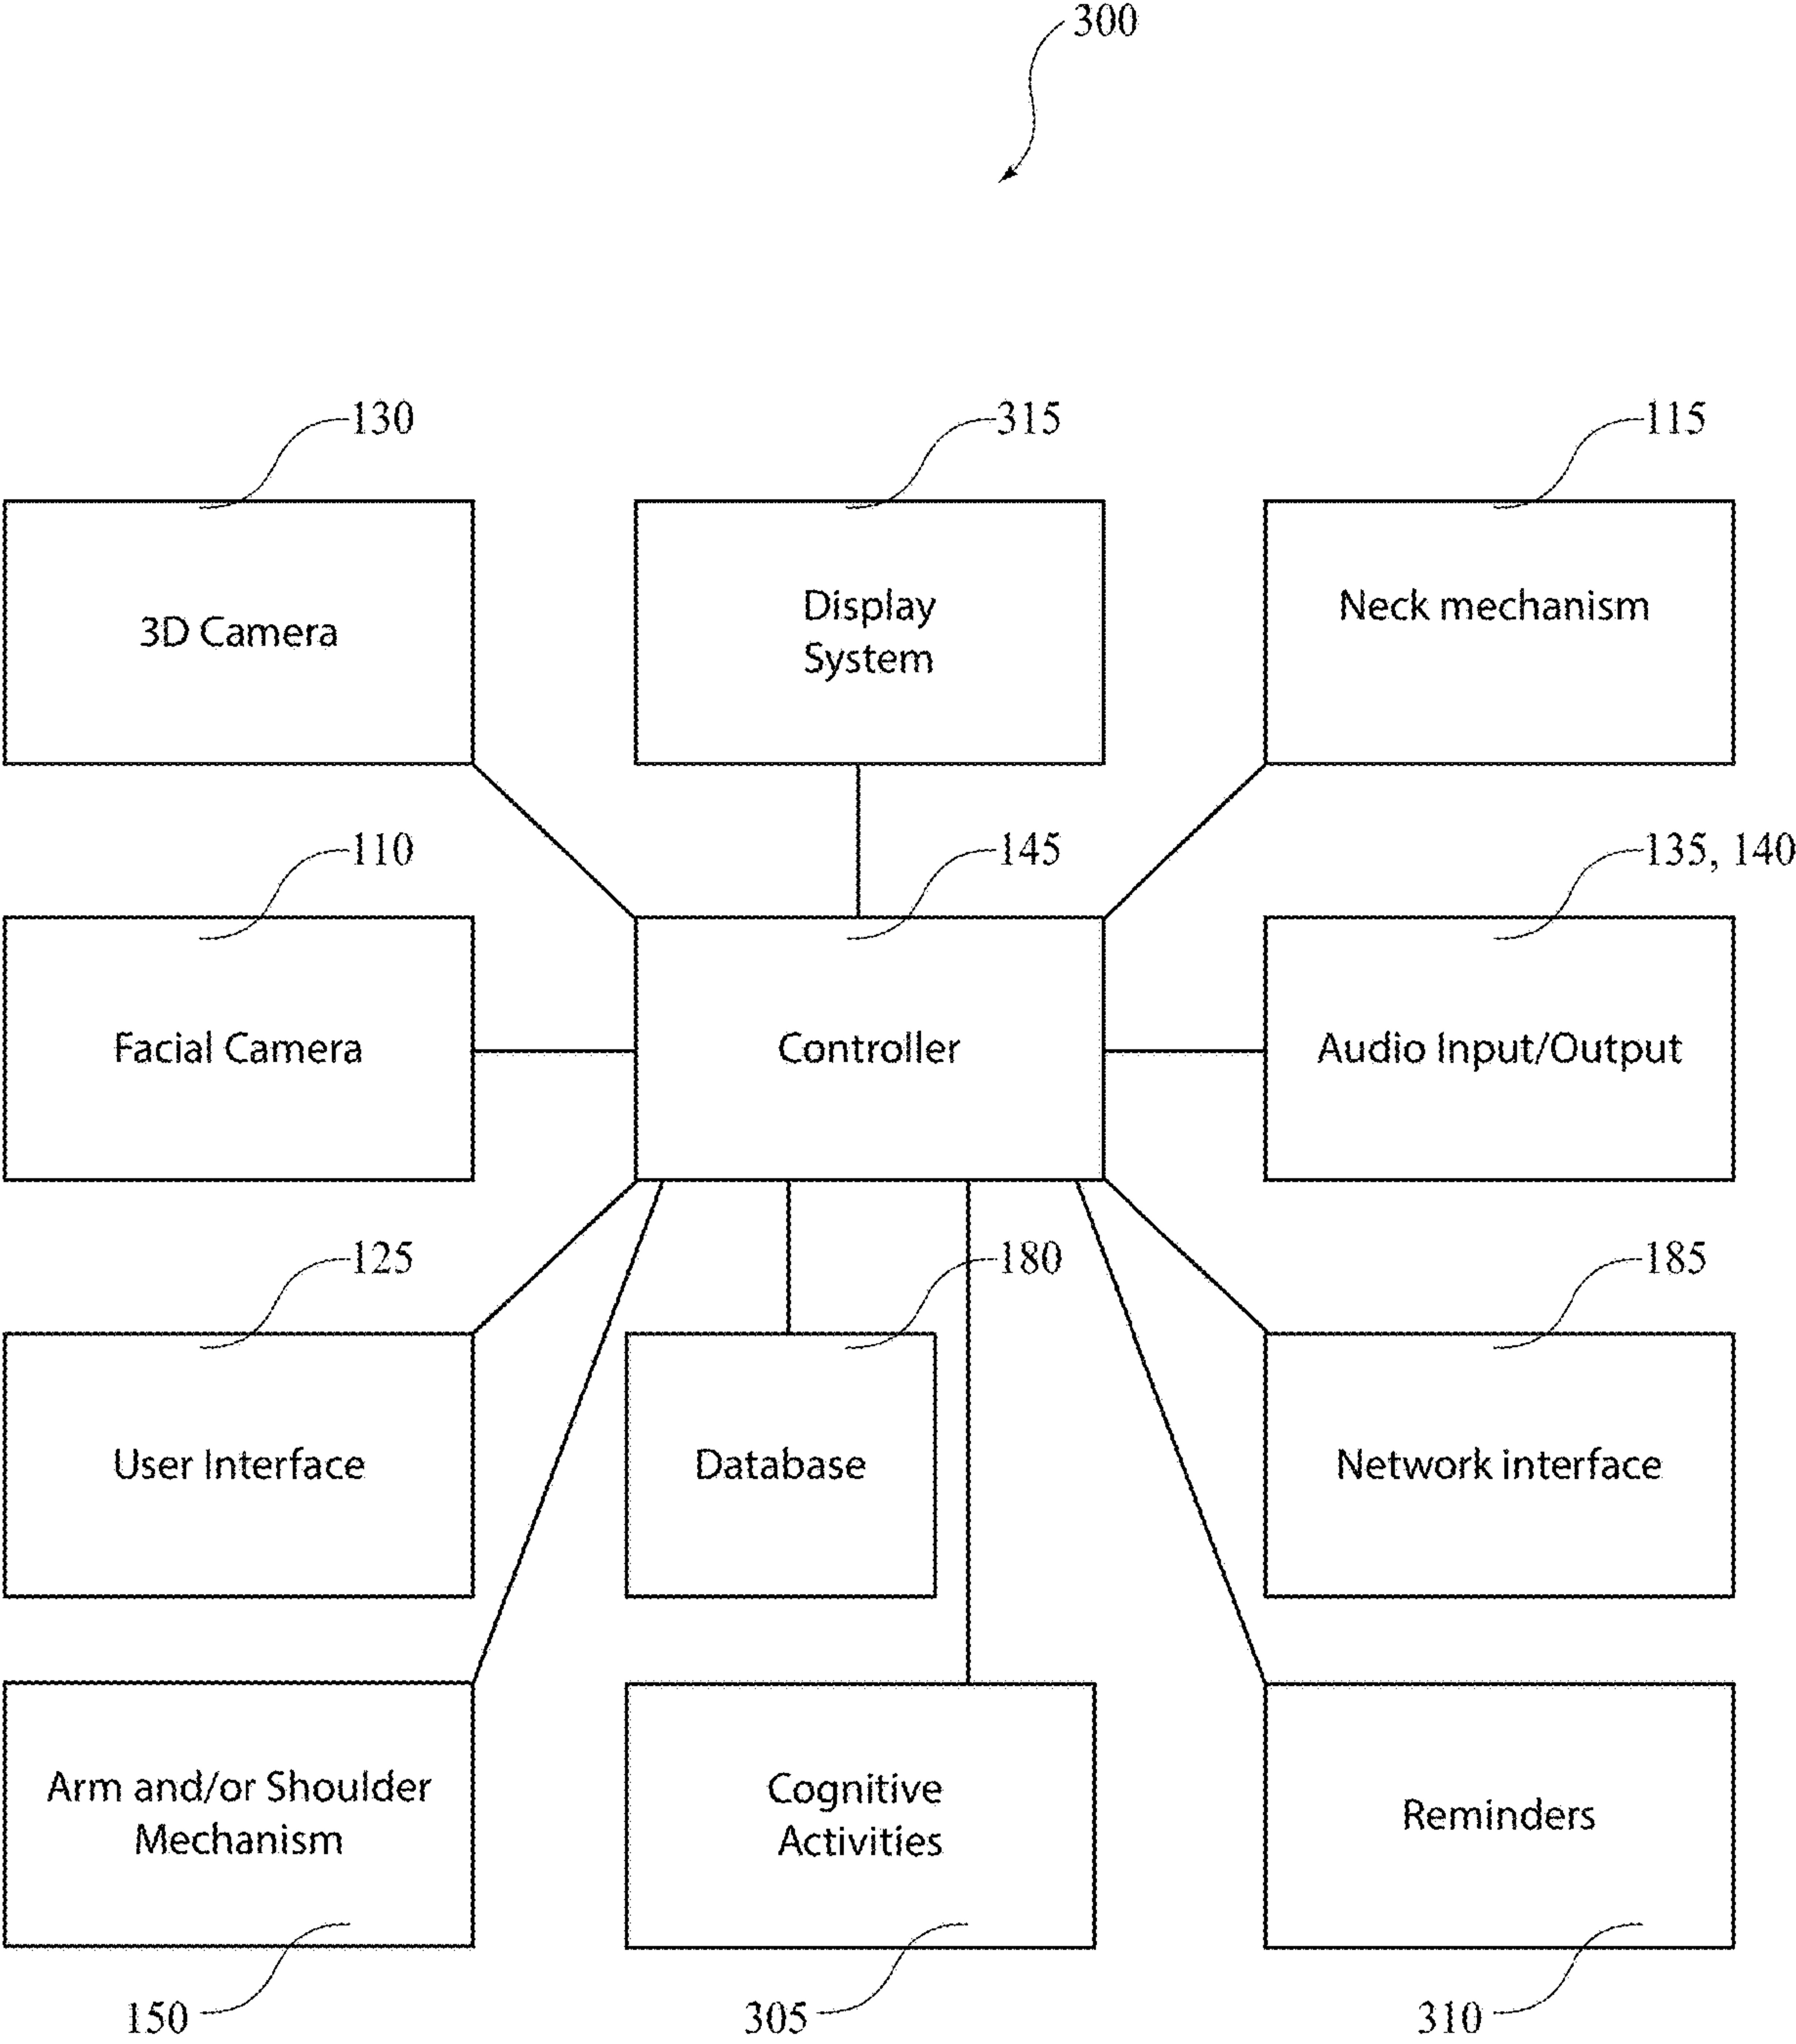 300
130
315
115
3D Camera
Display
System
Neck mechanism
110
145
135, 140
Facial Camera
Controller
Audio Input/Output
125
180
185
User Interface
Database
Network interface
Arm and/or Shoulder
Mechanism
Cognitive
Activities
Reminders
150
305
310